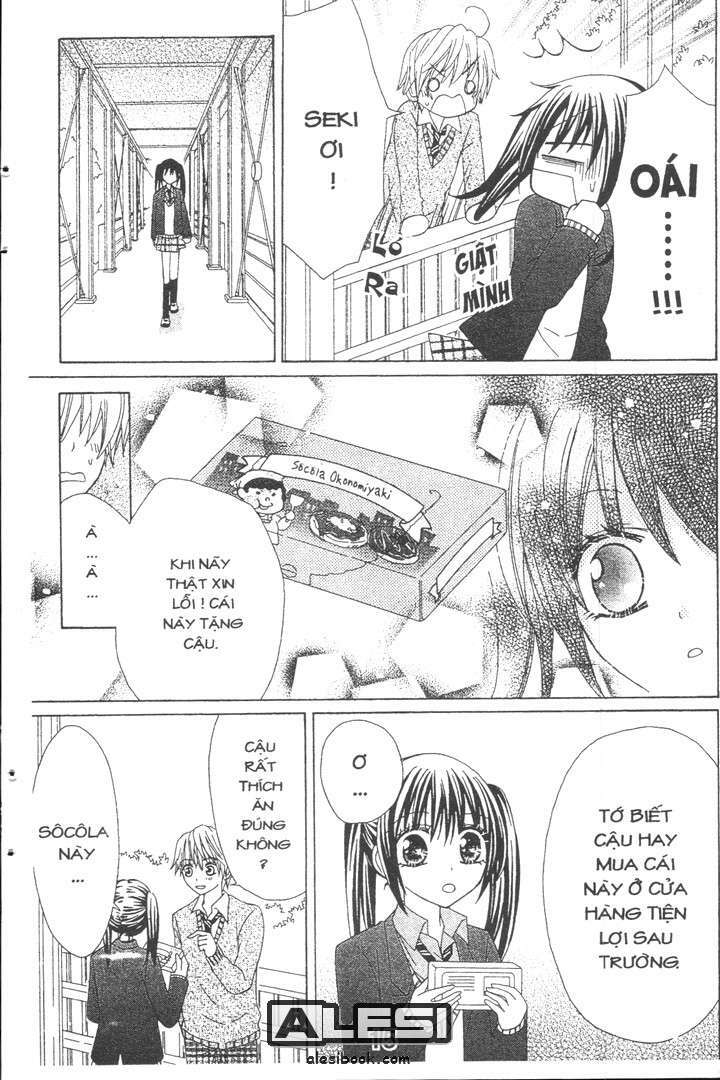 SEKI
ƠI
!
OÁI
......
!!!
LÓ
RA
GIẬT
MÌNH
Sôcôla Okonomiyaki
À
...
À
...
KHI NÃY
THẬT XIN
LỖI ! CÁI
NÀY TẶNG
CẬU.
CẬU
RẤT
THÍCH
ĂN
ĐÚNG
KHÔNG
?
SÔCÔLA
NÀY
...
Ơ
...
TỚ BIẾT
CẬU HAY
MUA CÁI
NÀY Ở CỬA
HÀNG TIỆN
LỢI SAU
TRƯỜNG.
ALESI
alesibook.com